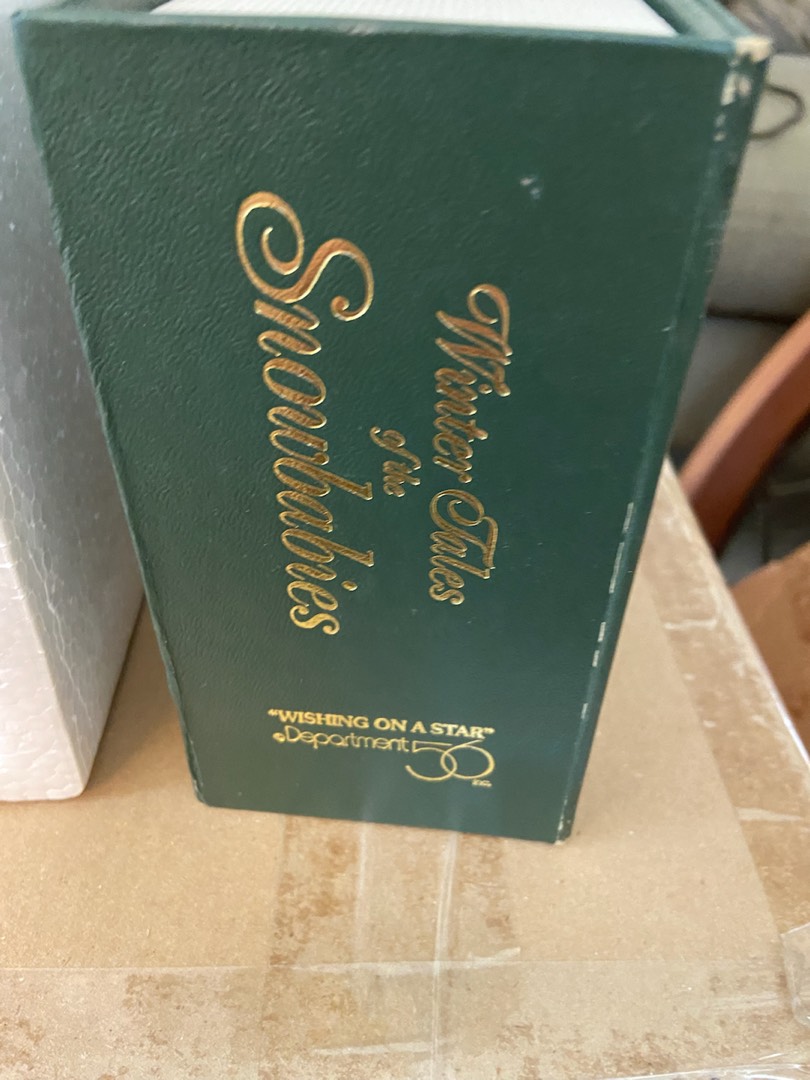 Winter Tales
of the
Snowbabies
"WISHING ON A STAR"
Department 56